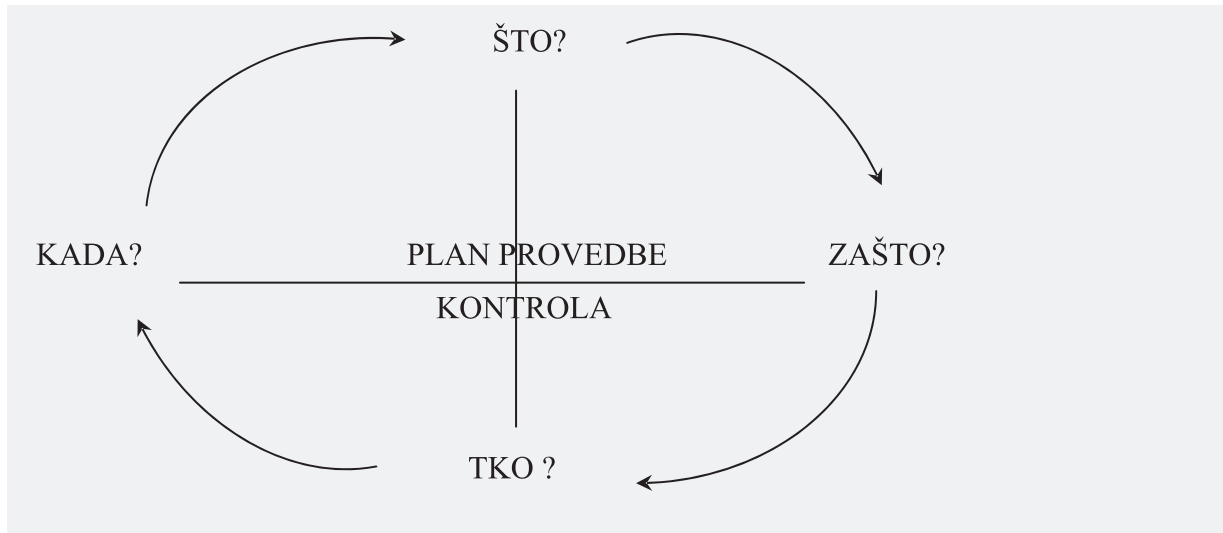 ŠTO?
KADA?
PLAN PROVEDBE
ZAŠTO?
KONTROLA
TKO ?